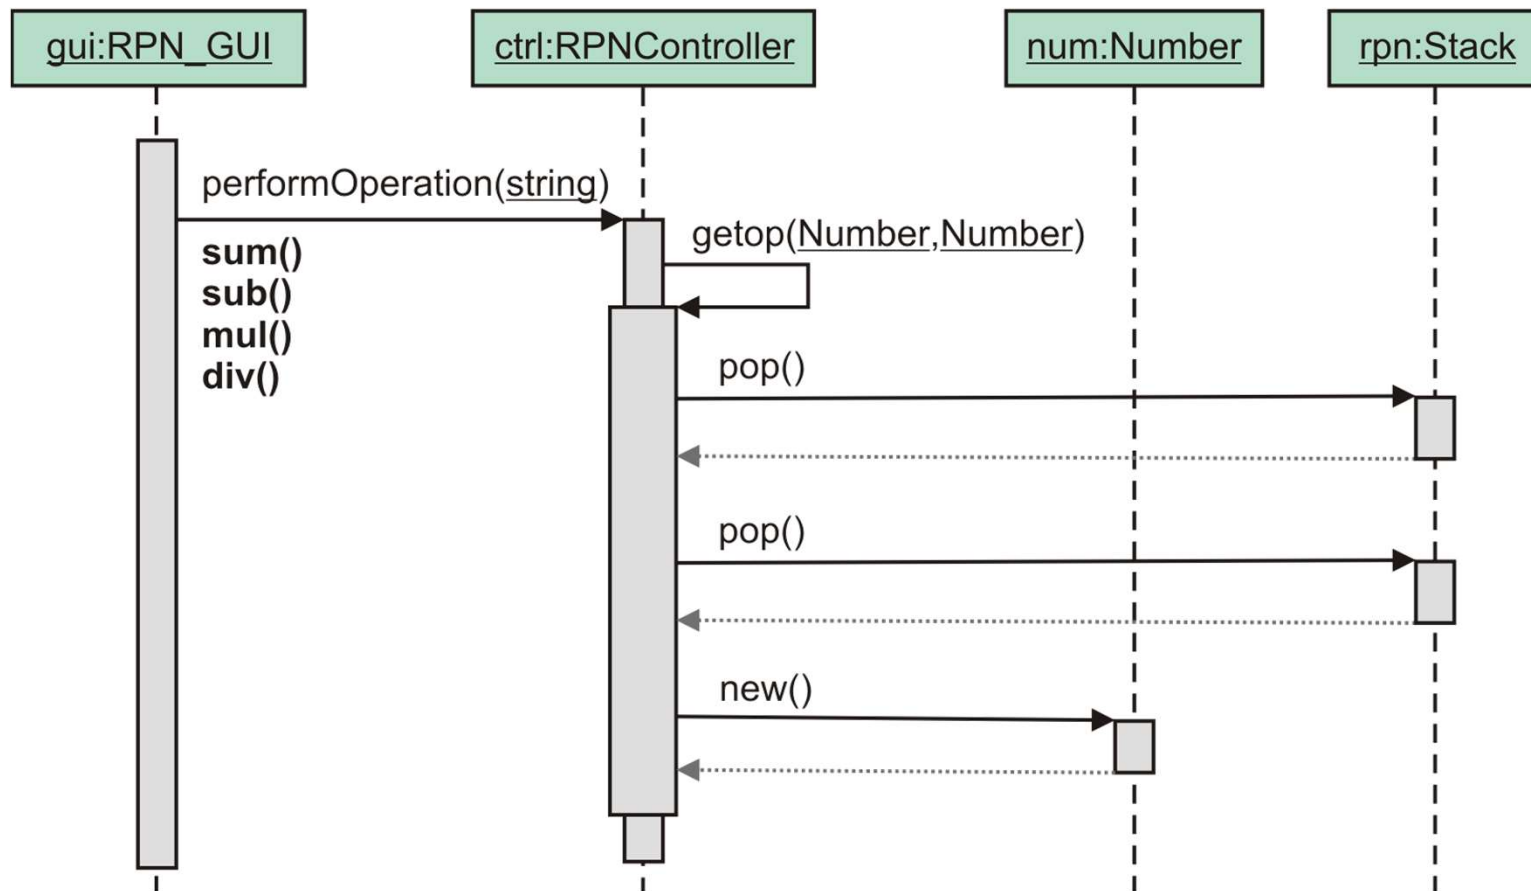 gui:RPN_GUI
ctrl:RPNController
num:Number
rpn:Stack
performOperation(string)
sum()
sub()
mul()
div()
getop(Number,Number)
pop()
pop()
new()